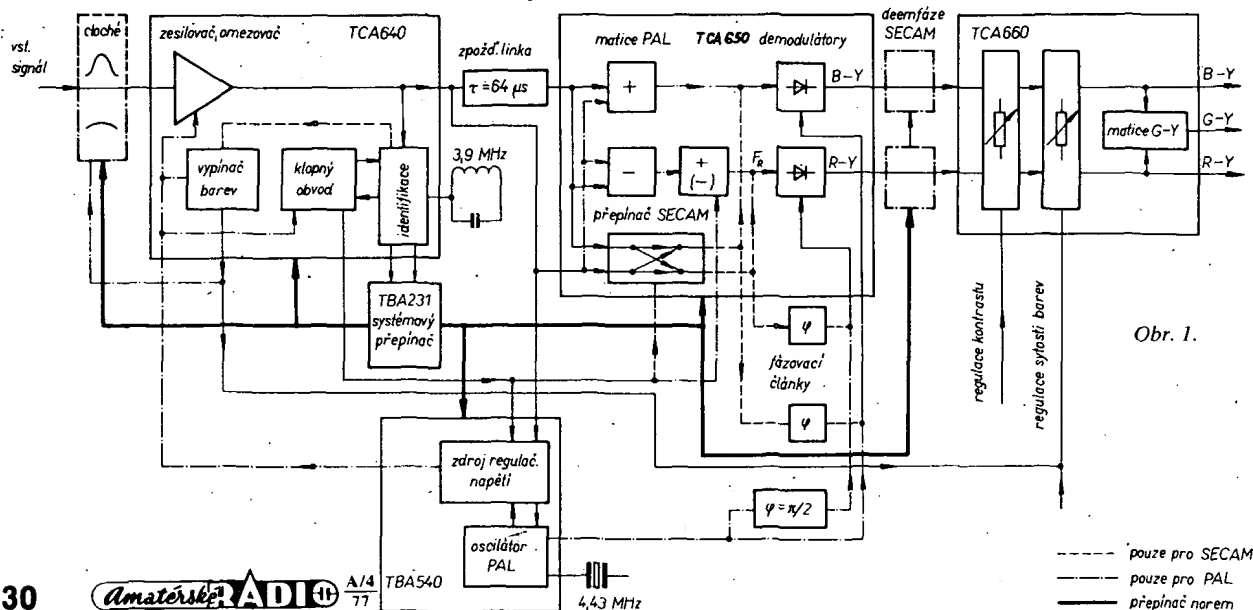 vst.
signál
cloché
zesilovač, omezovač
TCA640
zpožď. linka
τ = 64 μs
matice PAL
TCA650
demodulátory
deemfáze
SECAM
TCA660
vypínač
barev
klopný
obvod
identifikace
3,9 MHz
+
−
+
(−)
F_R
B–Y
R–Y
přepínač SECAM
B–Y
G–Y
R–Y
matice G–Y
TBA231
systémový
přepínač
φ
fázovací
články
φ
φ = π/2
regulace kontrastu
regulace sytosti barev
Obr. 1.
zdroj regulač.
napětí
oscilátor
PAL
TBA540
4,43 MHz
pouze pro SECAM
pouze pro PAL
přepínač norem
30
Amatérské RADIO
A/4
77